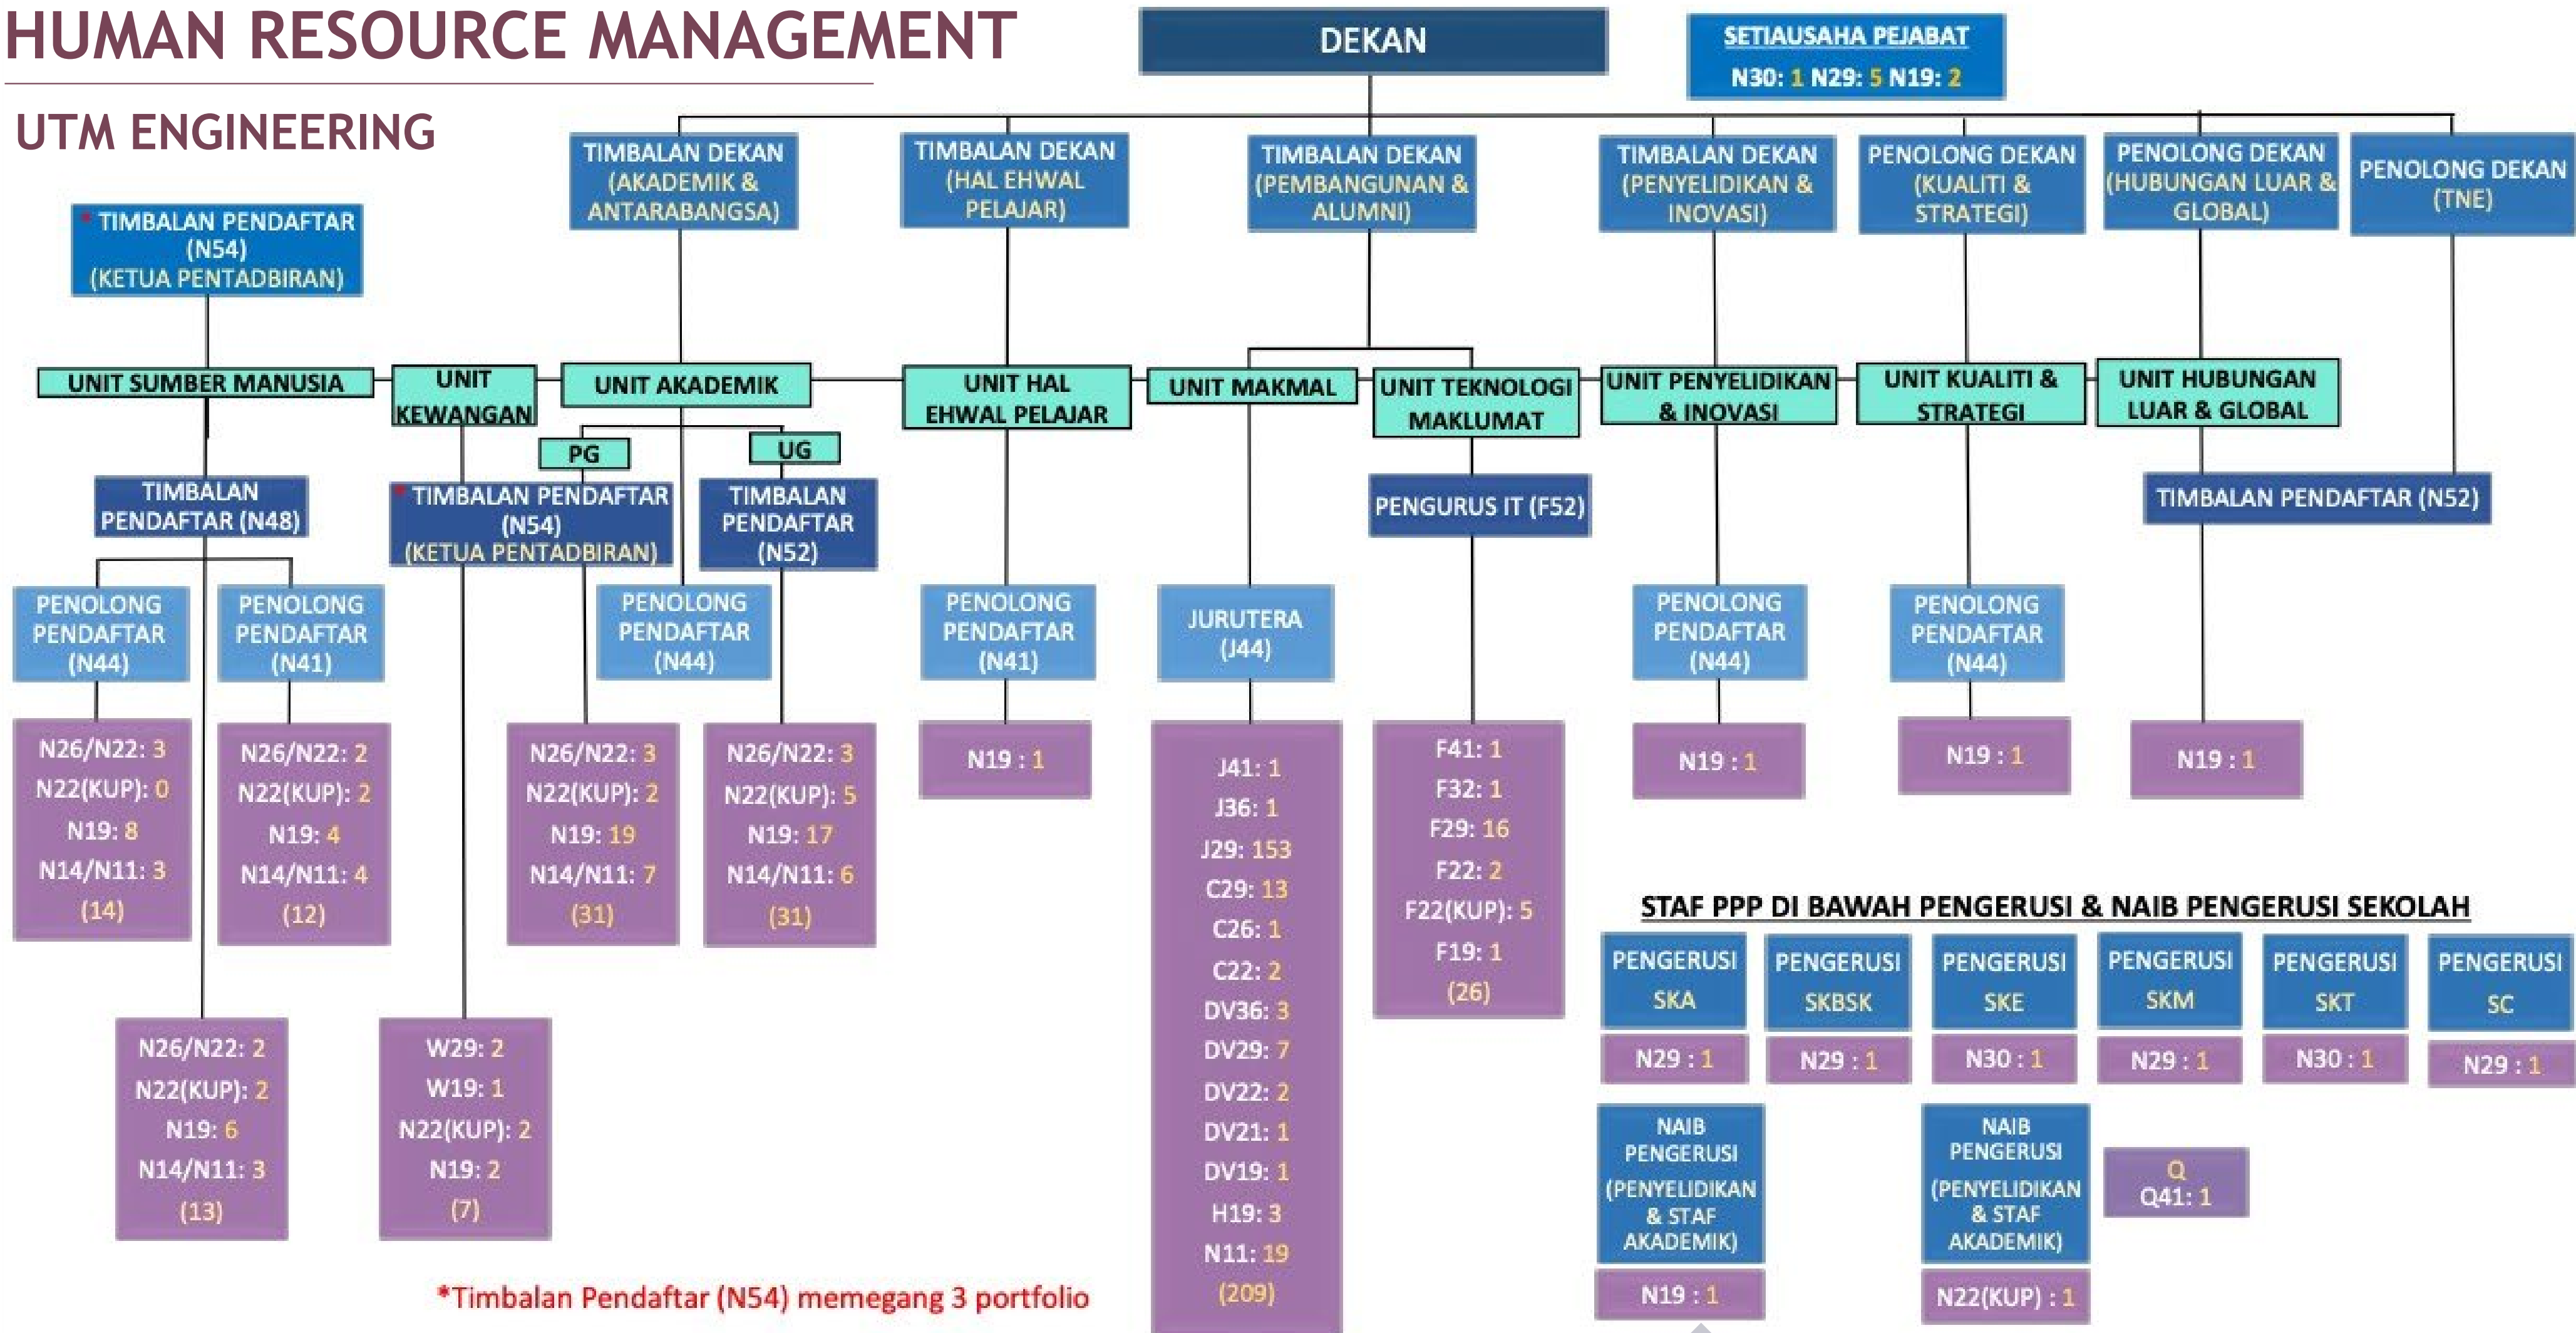 HUMAN RESOURCE MANAGEMENT
UTM ENGINEERING
DEKAN
SETIAUSAHA PEJABAT
N30: 1 N29: 5 N19: 2
TIMBALAN DEKAN
(AKADEMIK &
ANTARABANGSA)
TIMBALAN DEKAN
(HAL EHWAL
PELAJAR)
TIMBALAN DEKAN
(PEMBANGUNAN &
ALUMNI)
TIMBALAN DEKAN
(PENYELIDIKAN &
INOVASI)
PENOLONG DEKAN
(KUALITI &
STRATEGI)
PENOLONG DEKAN
(HUBUNGAN LUAR &
GLOBAL)
PENOLONG DEKAN
(TNE)
* TIMBALAN PENDAFTAR
(N54)
(KETUA PENTADBIRAN)
UNIT SUMBER MANUSIA
UNIT
KEWANGAN
UNIT AKADEMIK
UNIT HAL
EHWAL PELAJAR
UNIT MAKMAL
UNIT TEKNOLOGI
MAKLUMAT
UNIT PENYELIDIKAN
& INOVASI
UNIT KUALITI &
STRATEGI
UNIT HUBUNGAN
LUAR & GLOBAL
PG
UG
TIMBALAN
PENDAFTAR (N48)
* TIMBALAN PENDAFTAR
(N54)
(KETUA PENTADBIRAN)
TIMBALAN
PENDAFTAR
(N52)
PENGURUS IT (F52)
TIMBALAN PENDAFTAR (N52)
PENOLONG
PENDAFTAR
(N44)
PENOLONG
PENDAFTAR
(N41)
PENOLONG
PENDAFTAR
(N44)
PENOLONG
PENDAFTAR
(N41)
JURUTERA
(J44)
PENOLONG
PENDAFTAR
(N44)
PENOLONG
PENDAFTAR
(N44)
N26/N22: 3
N22(KUP): 0
N19: 8
N14/N11: 3
(14)
N26/N22: 2
N22(KUP): 2
N19: 4
N14/N11: 4
(12)
N26/N22: 3
N22(KUP): 2
N19: 19
N14/N11: 7
(31)
N26/N22: 3
N22(KUP): 5
N19: 17
N14/N11: 6
(31)
N19 : 1
J41: 1
J36: 1
J29: 153
C29: 13
C26: 1
C22: 2
DV36: 3
DV29: 7
DV22: 2
DV21: 1
DV19: 1
H19: 3
N11: 19
(209)
F41: 1
F32: 1
F29: 16
F22: 2
F22(KUP): 5
F19: 1
(26)
N19 : 1
N19 : 1
N19 : 1
N26/N22: 2
N22(KUP): 2
N19: 6
N14/N11: 3
(13)
W29: 2
W19: 1
N22(KUP): 2
N19: 2
(7)
STAF PPP DI BAWAH PENGERUSI & NAIB PENGERUSI SEKOLAH
PENGERUSI
SKA
PENGERUSI
SKBSK
PENGERUSI
SKE
PENGERUSI
SKM
PENGERUSI
SKT
PENGERUSI
SC
N29 : 1
N29 : 1
N30 : 1
N29 : 1
N30 : 1
N29 : 1
NAIB
PENGERUSI
(PENYELIDIKAN
& STAF
AKADEMIK)
N19 : 1
NAIB
PENGERUSI
(PENYELIDIKAN
& STAF
AKADEMIK)
N22(KUP) : 1
Q
Q41: 1
*Timbalan Pendaftar (N54) memegang 3 portfolio